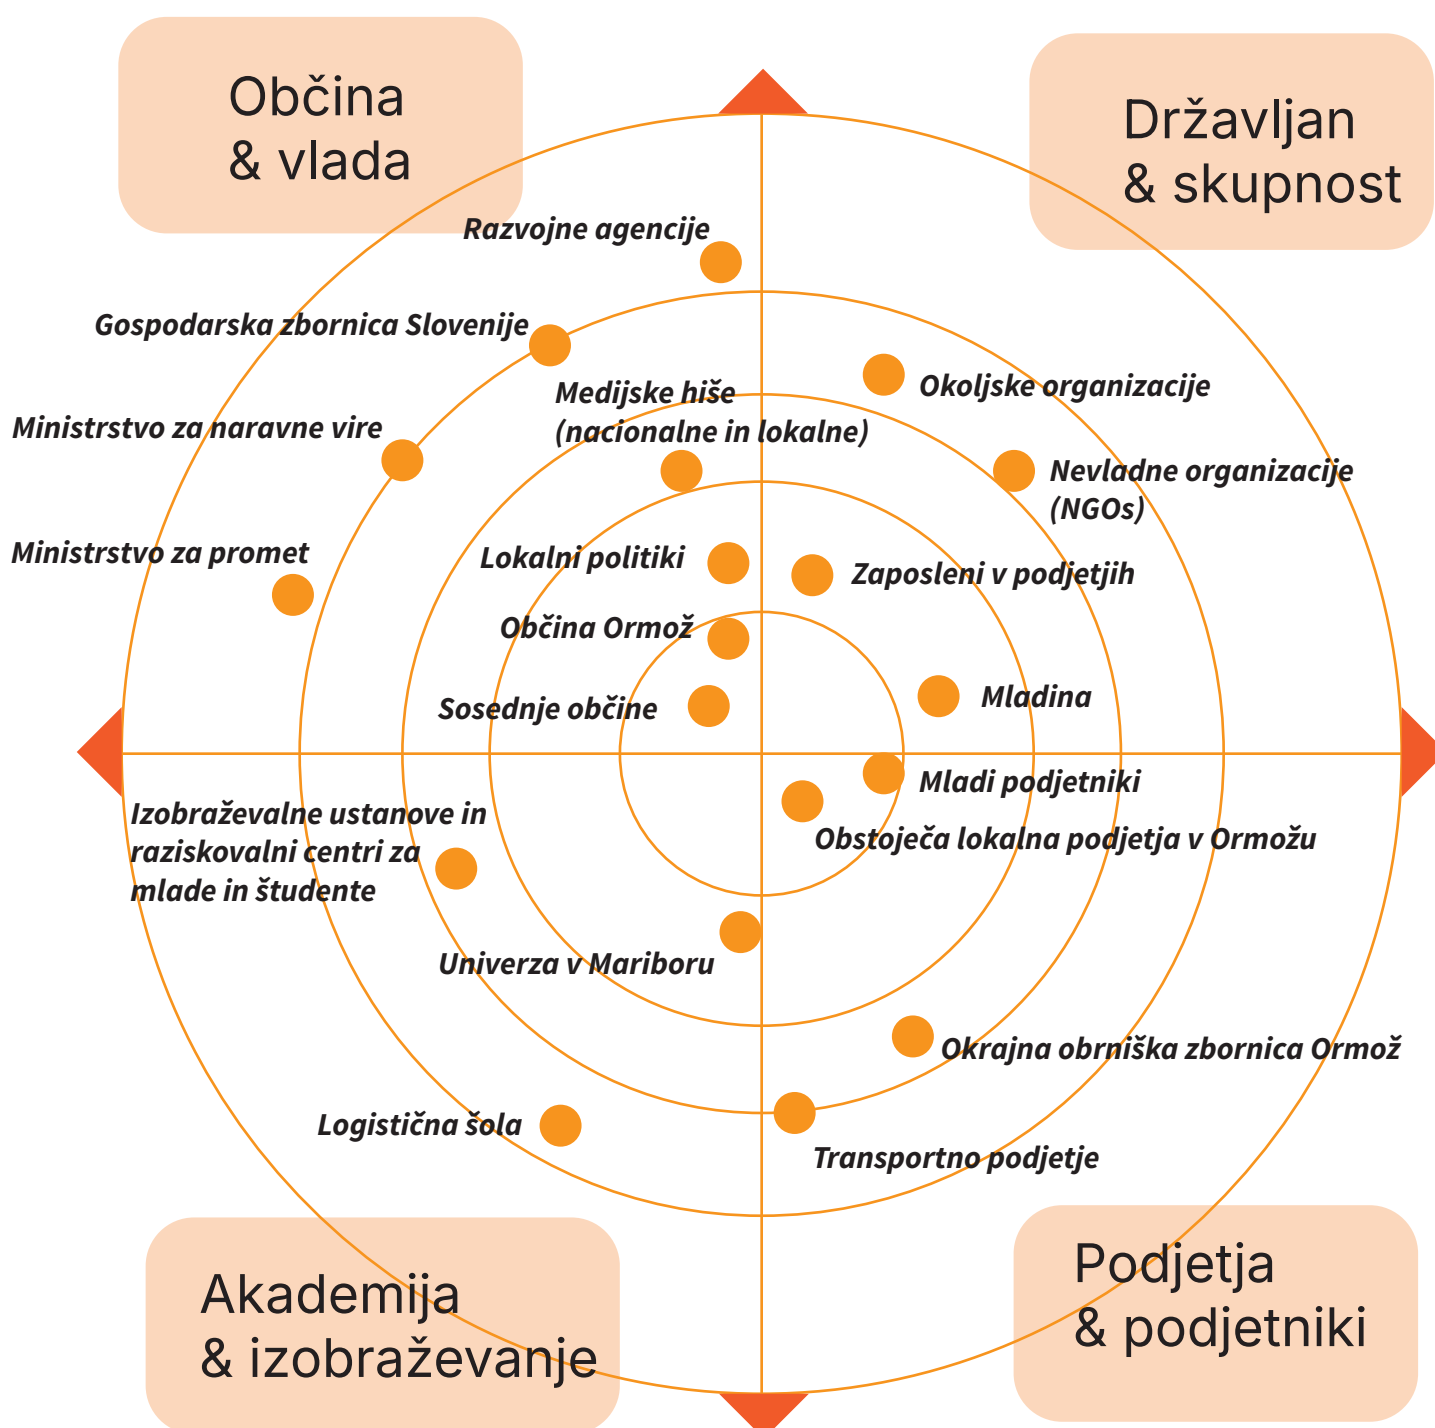 Občina
& vlada
Državljan
& skupnost
Razvojne agencije
Gospodarska zbornica Slovenije
Medijske hiše
(nacionalne in lokalne)
Okoljske organizacije
Ministrstvo za naravne vire
Nevladne organizacije
(NGOs)
Ministrstvo za promet
Lokalni politiki
Zaposleni v podjetjih
Občina Ormož
Sosednje občine
Mladina
Mladi podjetniki
Izobraževalne ustanove in
raziskovalni centri za
mlade in študente
Obstoječa lokalna podjetja v Ormožu
Univerza v Mariboru
Okrajna obrniška zbornica Ormož
Logistična šola
Transportno podjetje
Akademija
& izobraževanje
Podjetja
& podjetniki